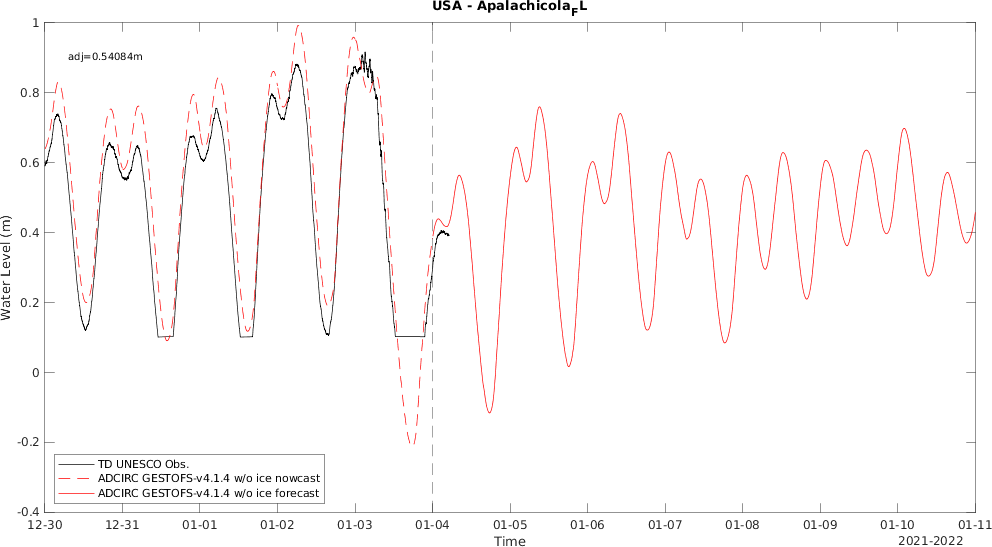 USA - Apalachicola_FL
adj=0.54084m
Water Level (m)
1
0.8
0.6
0.4
0.2
0
-0.2
-0.4
TD UNESCO Obs.
ADCIRC GESTOFS-v4.1.4 w/o ice nowcast
ADCIRC GESTOFS-v4.1.4 w/o ice forecast
12-30 12-31 01-01 01-02 01-03 01-04 01-05 01-06 01-07 01-08 01-09 01-10 01-11
Time
2021-2022